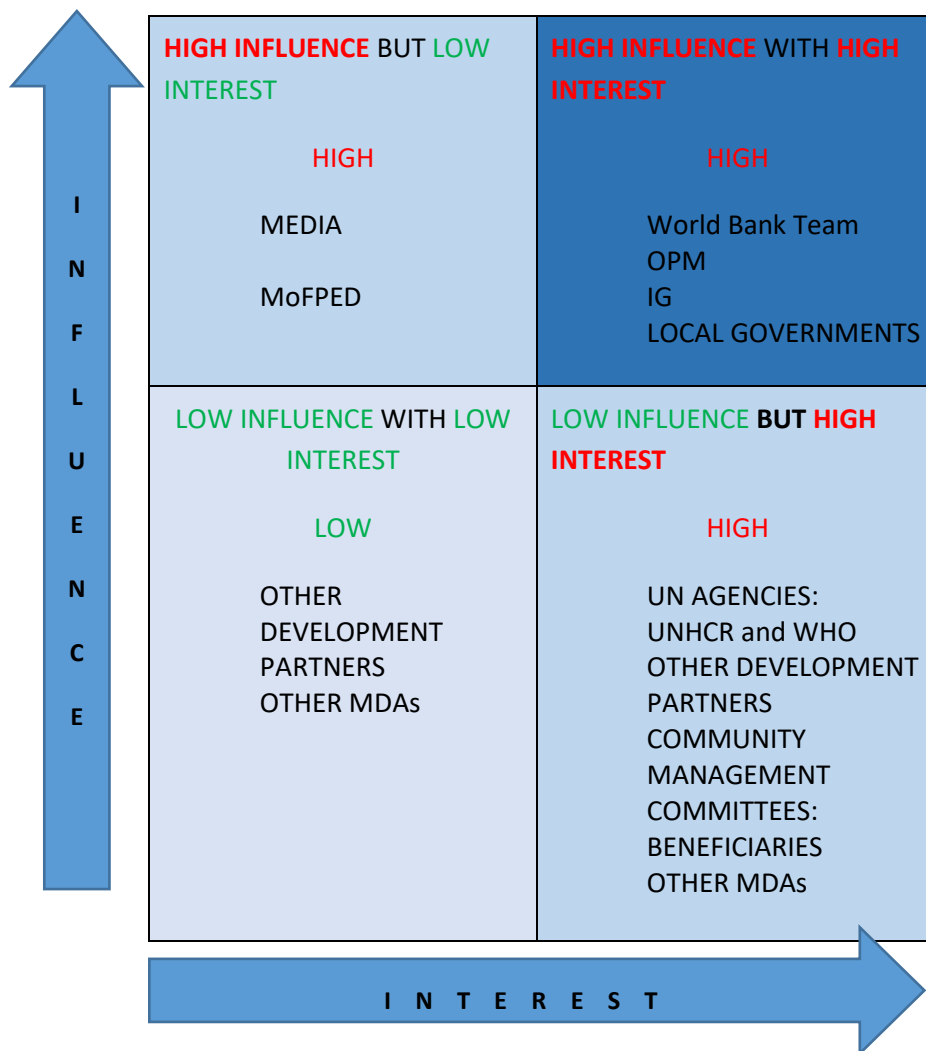 I
N
F
L
U
E
N
C
E
HIGH INFLUENCE BUT LOW
INTEREST
HIGH
MEDIA
MoFPED
HIGH INFLUENCE WITH HIGH
INTEREST
HIGH
World Bank Team
OPM
IG
LOCAL GOVERNMENTS
LOW INFLUENCE WITH LOW
INTEREST
LOW
OTHER
DEVELOPMENT
PARTNERS
OTHER MDAs
LOW INFLUENCE BUT HIGH
INTEREST
HIGH
UN AGENCIES:
UNHCR and WHO
OTHER DEVELOPMENT
PARTNERS
COMMUNITY
MANAGEMENT
COMMITTEES:
BENEFICIARIES
OTHER MDAs
I N T E R E S T